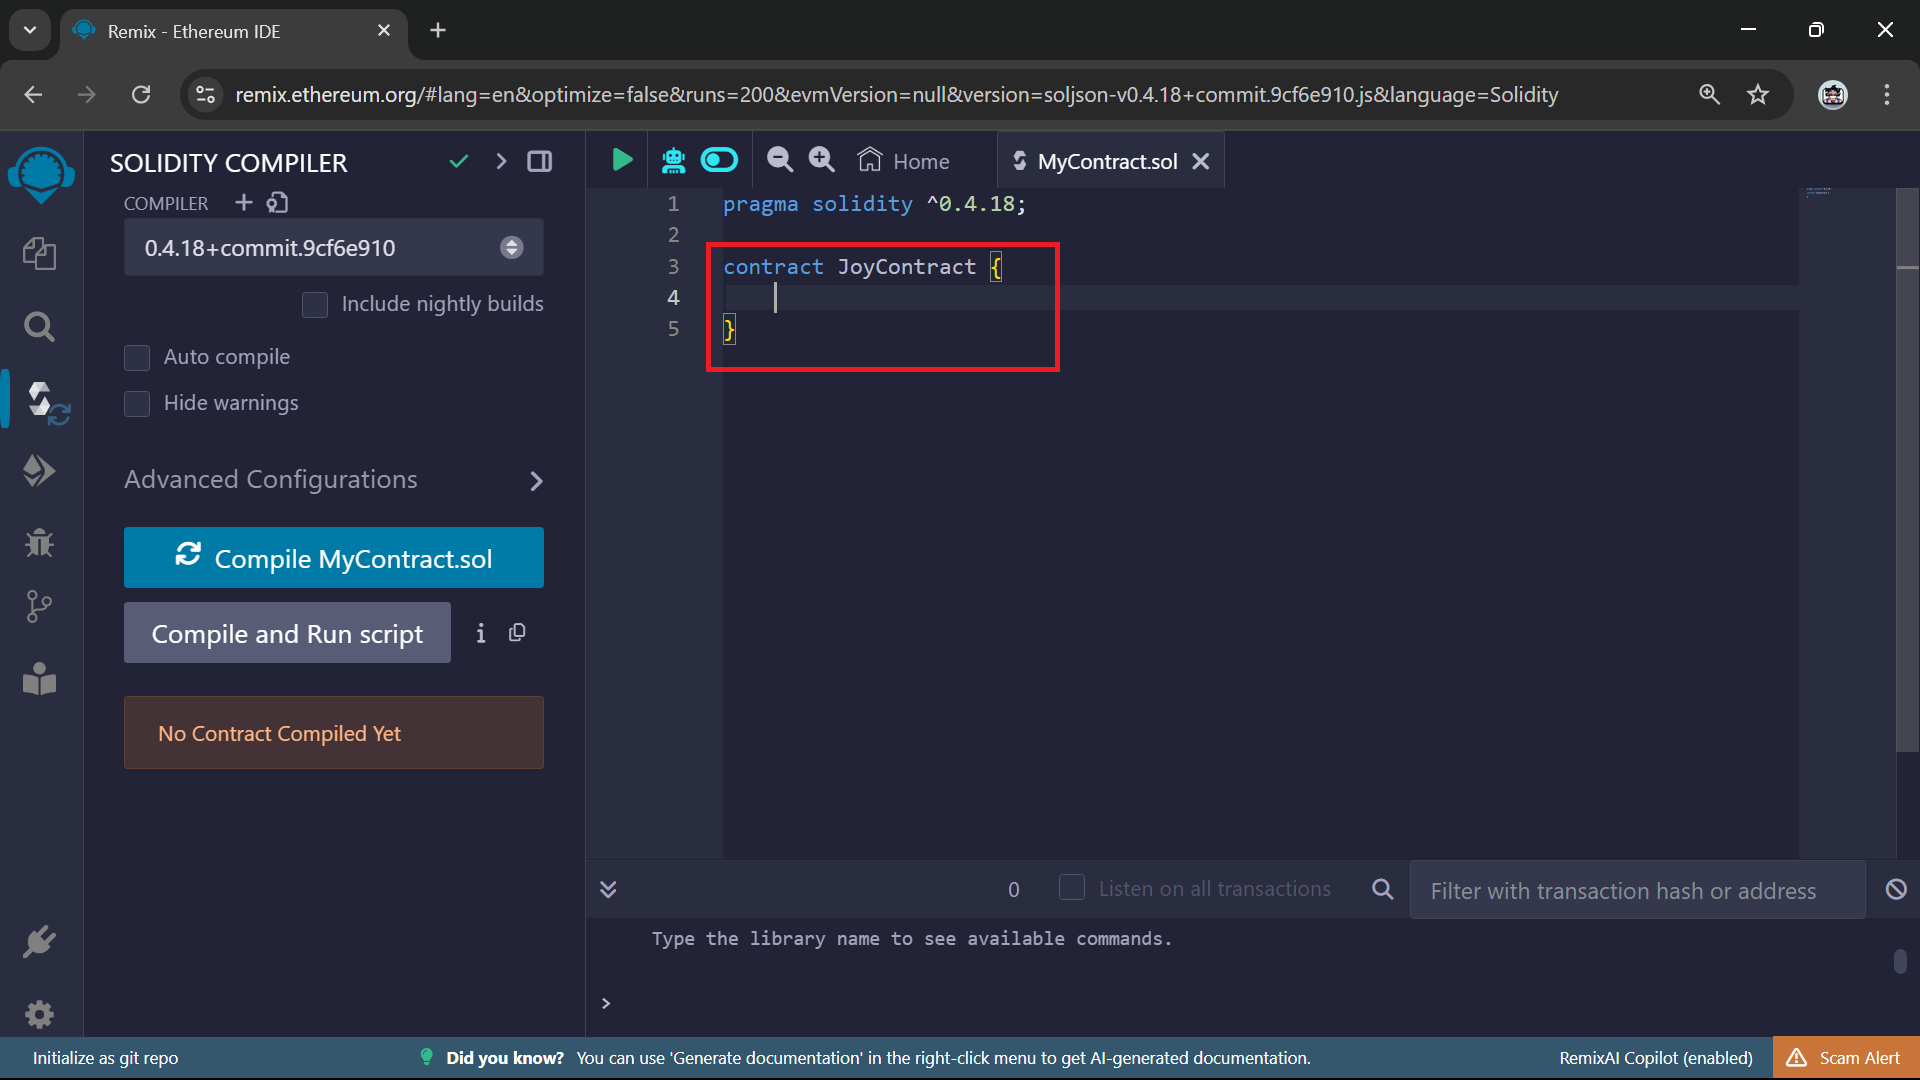 Remix - Ethereum IDE
remix.ethereum.org/#lang=en&optimize=false&runs=200&evmVersion=null&version=soljson-v0.4.18+commit.9cf6e910.js&language=Solidity
SOLIDITY COMPILER
COMPILER
0.4.18+commit.9cf6e910
Include nightly builds
Auto compile
Hide warnings
Advanced Configurations
Compile MyContract.sol
Compile and Run script
No Contract Compiled Yet
Home
MyContract.sol
1 pragma solidity ^0.4.18;
2
3 contract JoyContract {
4
5 }
0
Listen on all transactions
Filter with transaction hash or address
Type the library name to see available commands.
>
Initialize as git repo
Did you know? You can use 'Generate documentation' in the right-click menu to get AI-generated documentation.
RemixAI Copilot (enabled)
Scam Alert